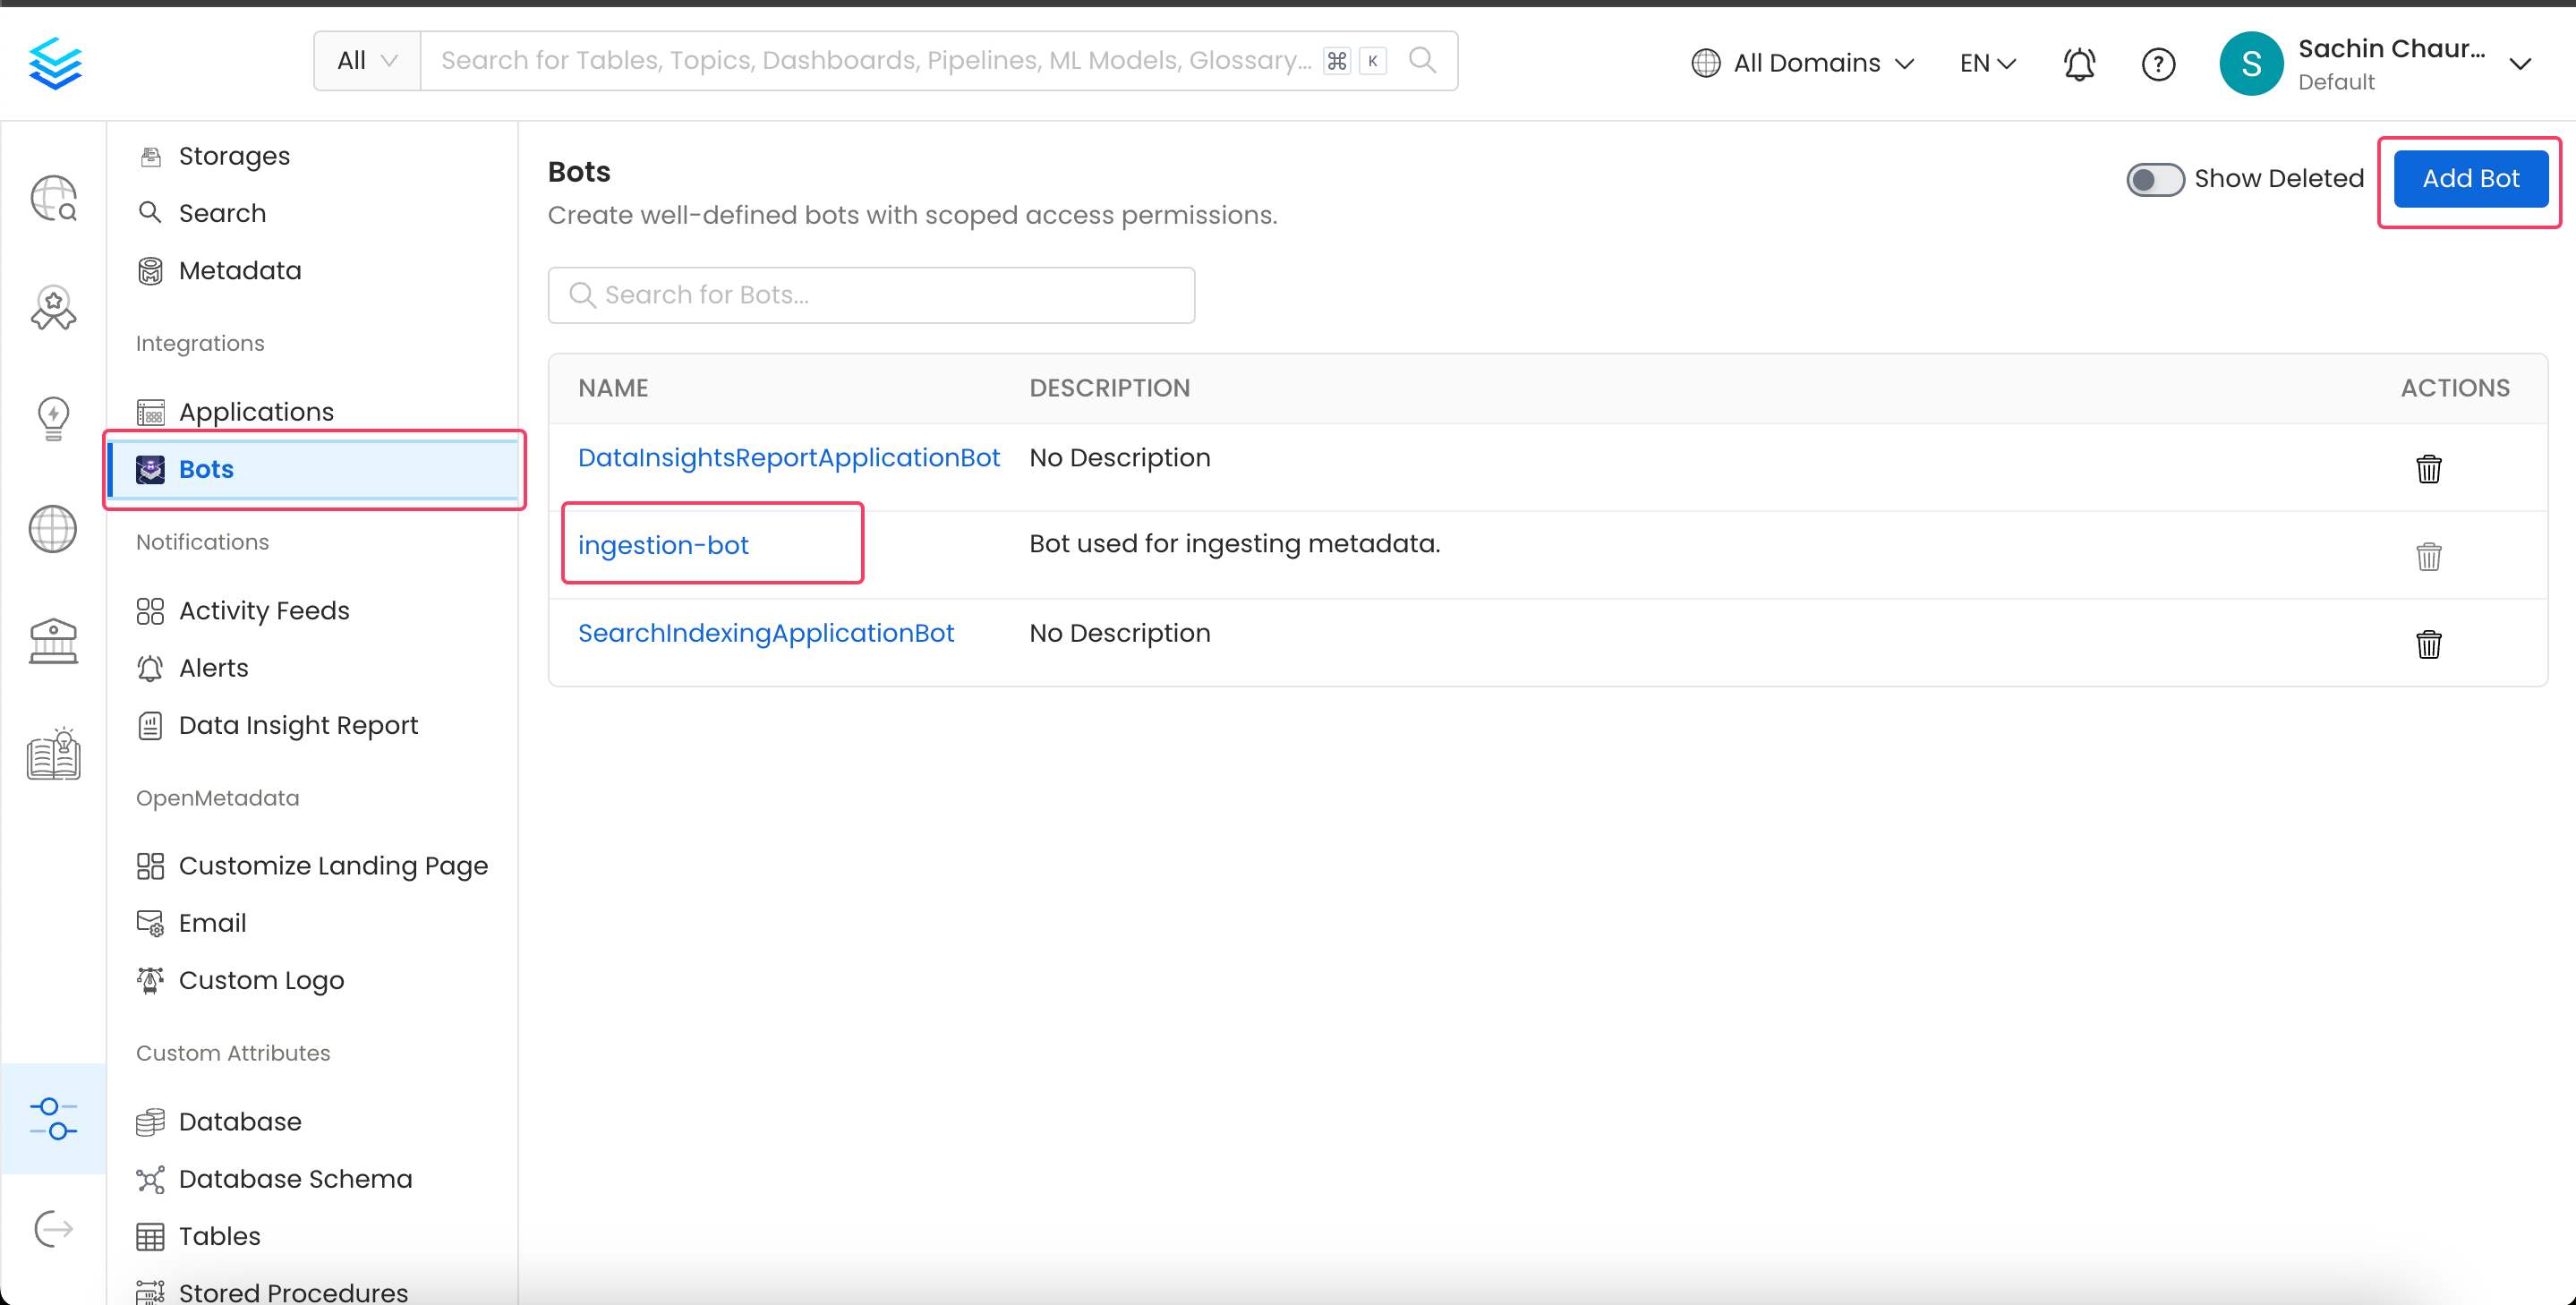 All
Search for Tables, Topics, Dashboards, Pipelines, ML Models, Glossary... ⌘ K
All Domains
EN
S
Sachin Chaur...
Default
Storages
Search
Metadata
Integrations
Applications
Bots
Notifications
Activity Feeds
Alerts
Data Insight Report
OpenMetadata
Customize Landing Page
Email
Custom Logo
Custom Attributes
Database
Database Schema
Tables
Stored Procedures
Bots
Create well-defined bots with scoped access permissions.
Show Deleted
Add Bot
Search for Bots...
NAME DESCRIPTION ACTIONS
DataInsightsReportApplicationBot No Description
ingestion-bot Bot used for ingesting metadata.
SearchIndexingApplicationBot No Description